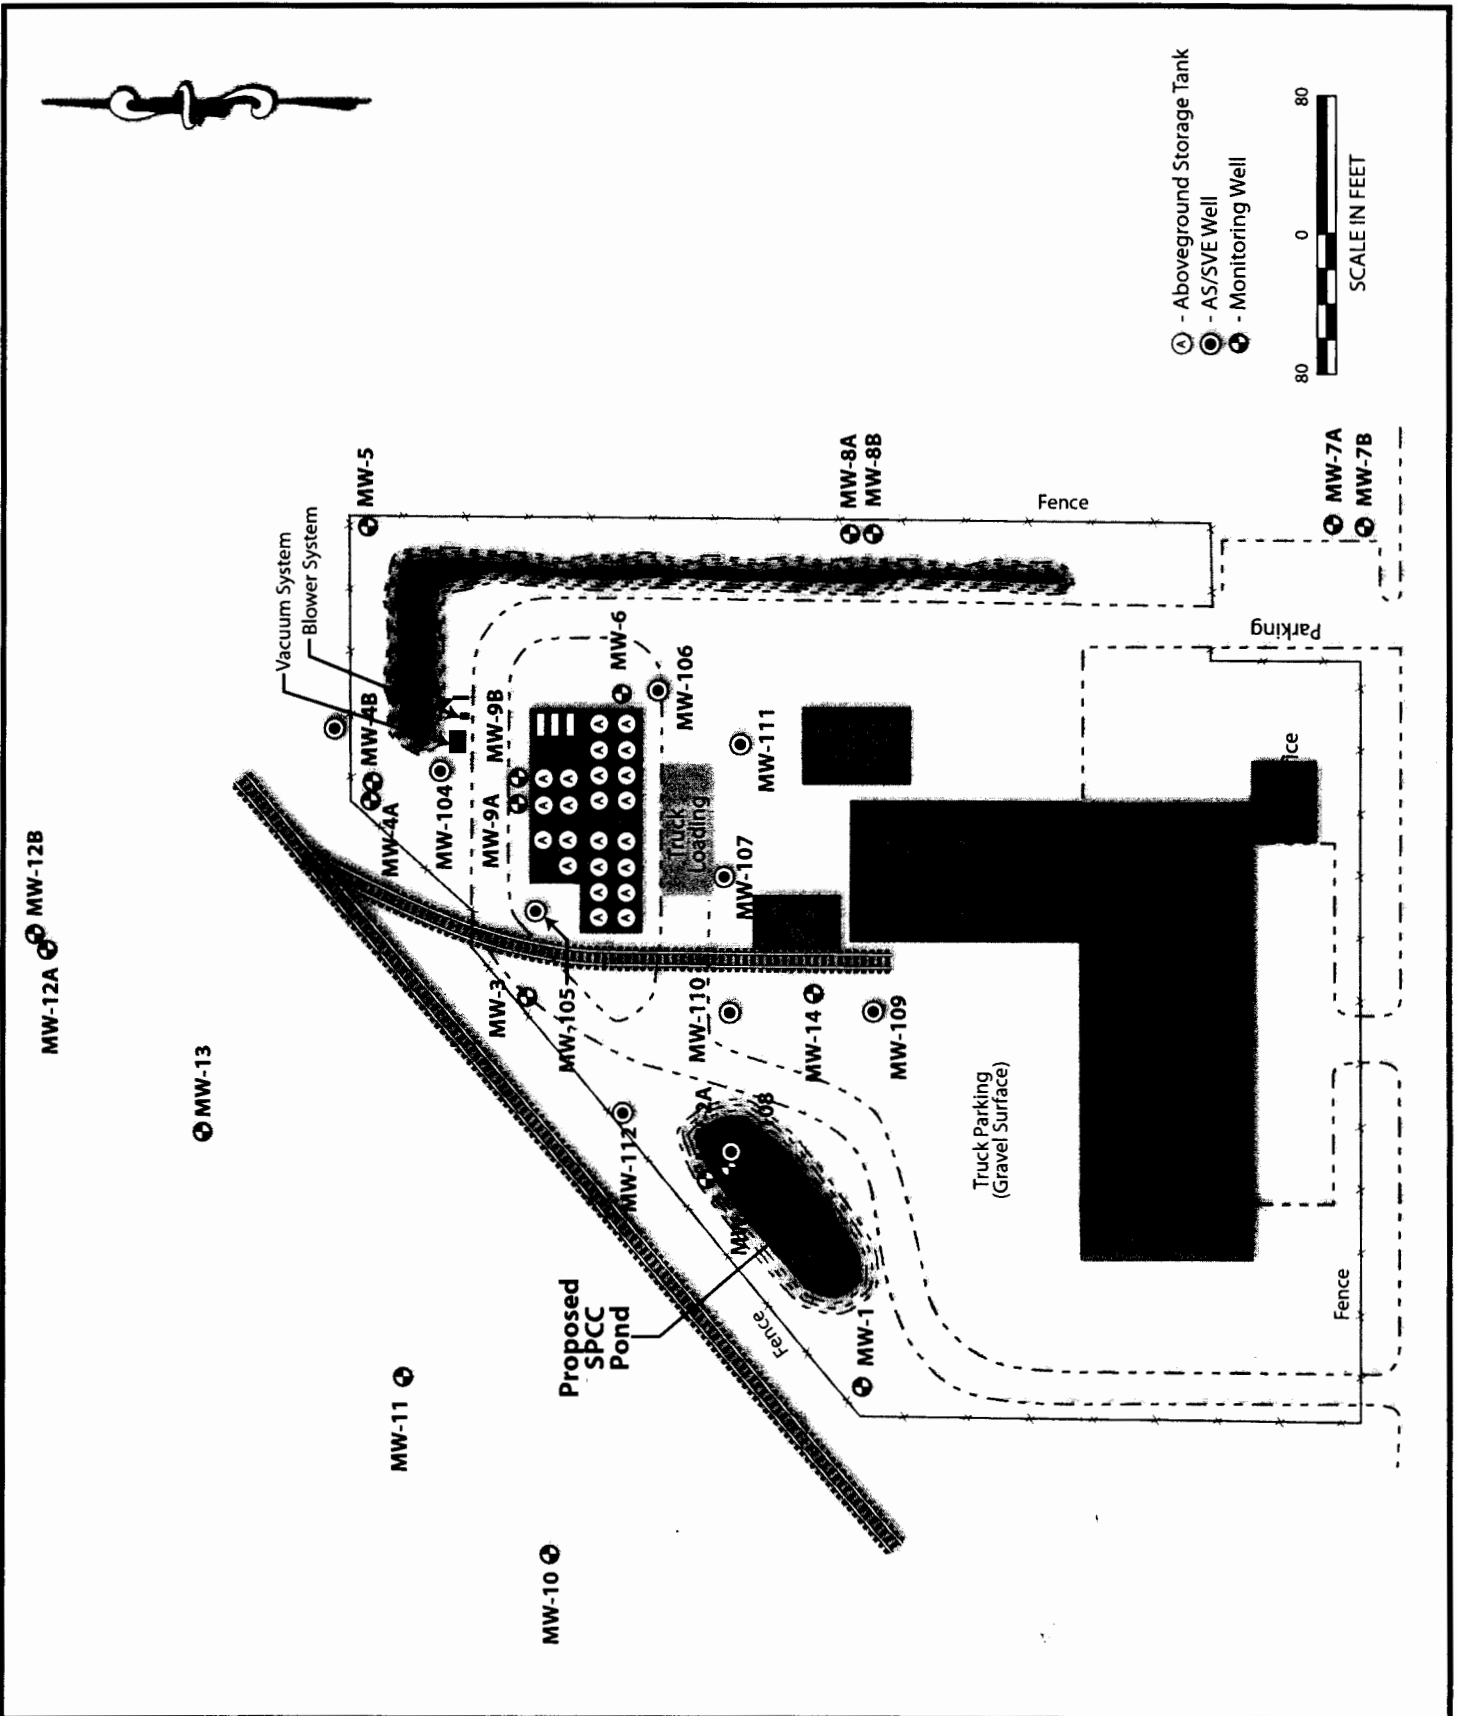 MW-12A
MW-12B
MW-13
MW-11
MW-10
MW-5
Vacuum System
Blower System
MW-4B
MW-4A
MW-104
MW-9B
MW-9A
MW-6
MW-106
MW-111
Truck
Loading
MW-107
MW-3
MW-105
MW-110
MW-14
MW-109
MW-112
Proposed
SPCC
Pond
Fence
MW-1
Truck Parking
(Gravel Surface)
Fence
Parking
Fence
MW-8A
MW-8B
MW-7A
MW-7B
A - Aboveground Storage Tank
- AS/SVE Well
- Monitoring Well
80 0 80
SCALE IN FEET